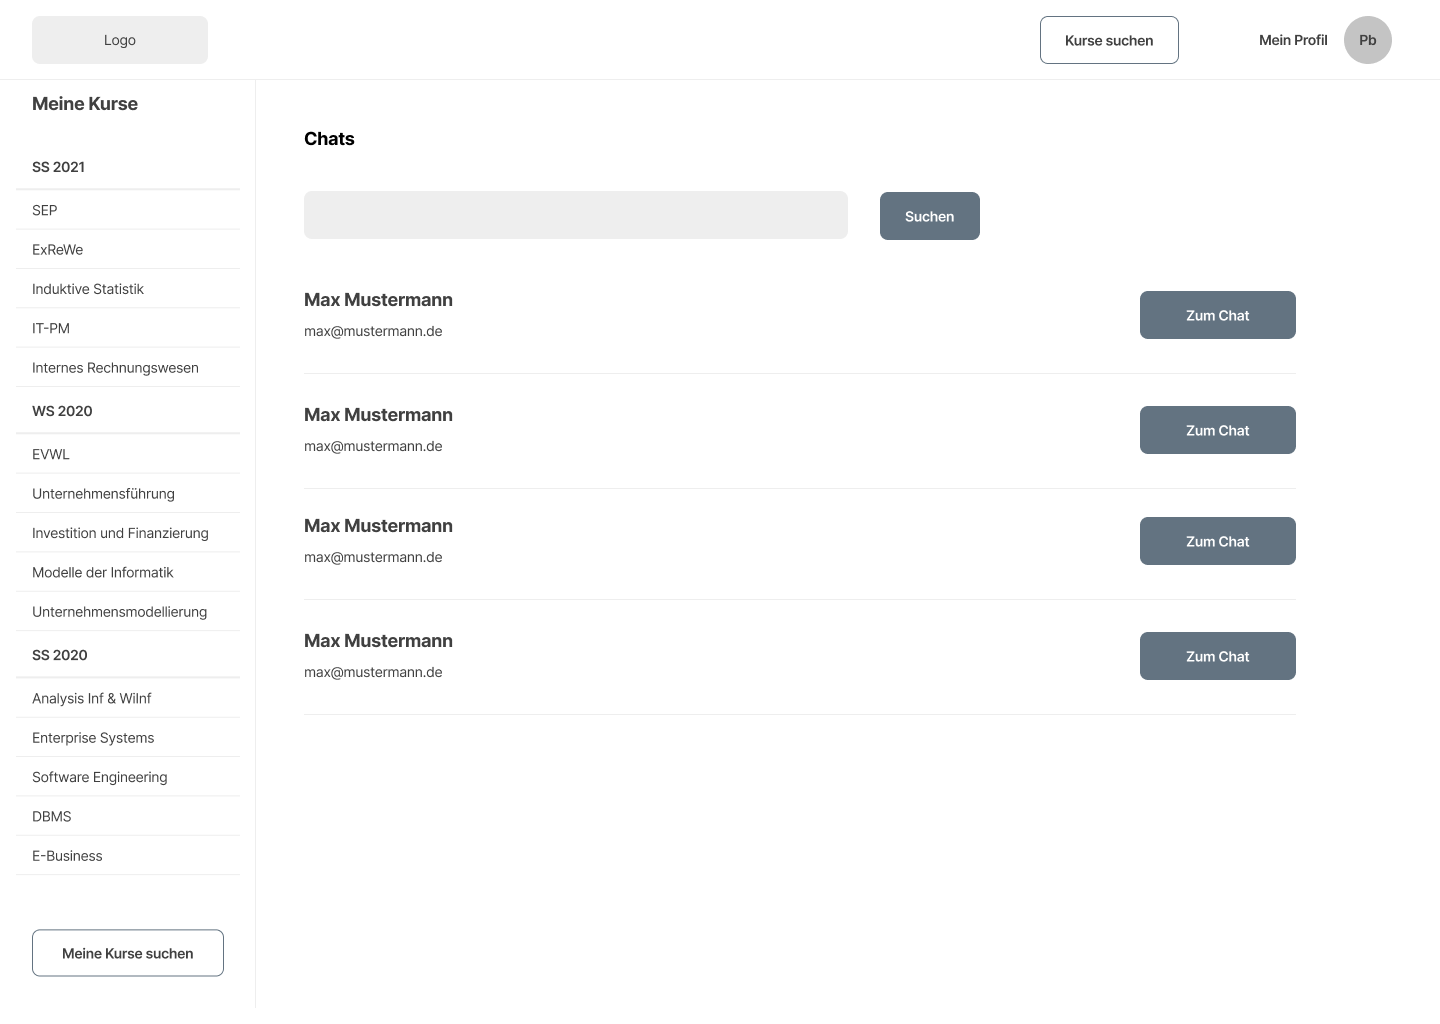 Logo
Kurse suchen
Mein Profil
Pb
Meine Kurse
SS 2021
SEP
ExReWe
Induktive Statistik
IT-PM
Internes Rechnungswesen
WS 2020
EVWL
Unternehmensführung
Investition und Finanzierung
Modelle der Informatik
Unternehmensmodellierung
SS 2020
Analysis Inf & WiInf
Enterprise Systems
Software Engineering
DBMS
E-Business
Meine Kurse suchen
Chats
Suchen
Max Mustermann
max@mustermann.de
Zum Chat
Max Mustermann
max@mustermann.de
Zum Chat
Max Mustermann
max@mustermann.de
Zum Chat
Max Mustermann
max@mustermann.de
Zum Chat